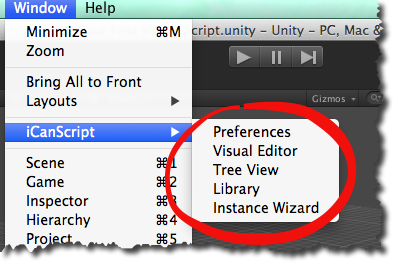 Window Help
Script.unity – Unity – PC, Mac &
Minimize ⌘M
Zoom
Bring All to Front
Layouts
Gizmos
iCanScript
Preferences
Visual Editor
Tree View
Library
Instance Wizard
Scene ⌘1
Game ⌘2
Inspector ⌘3
Hierarchy ⌘4
Project ⌘5